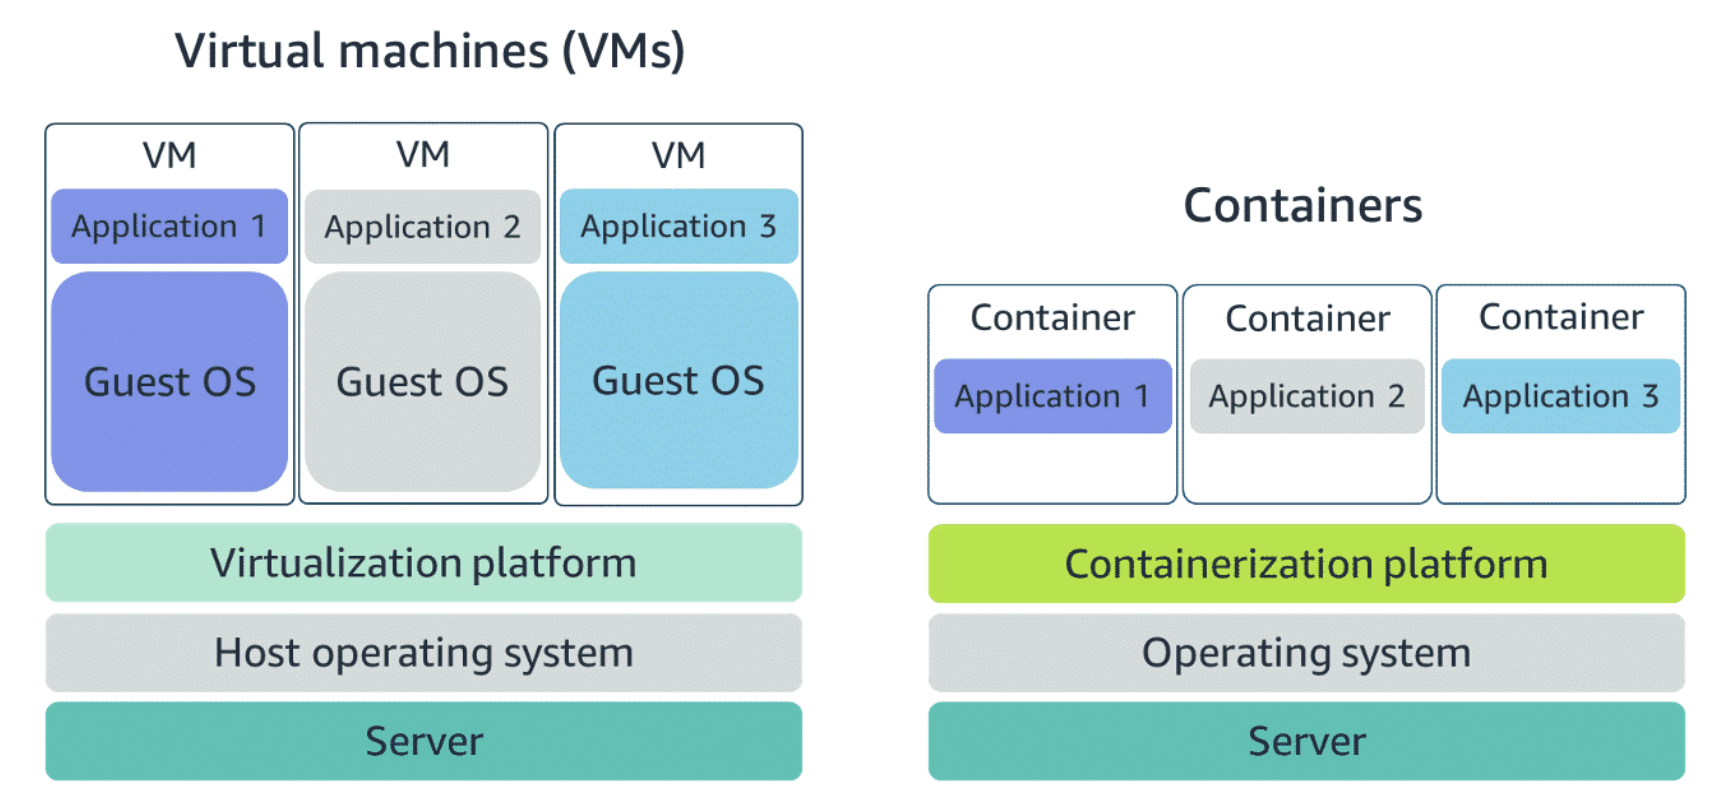 Virtual machines (VMs)
VM
VM
VM
Application 1
Application 2
Application 3
Guest OS
Guest OS
Guest OS
Virtualization platform
Host operating system
Server
Containers
Container
Container
Container
Application 1
Application 2
Application 3
Containerization platform
Operating system
Server